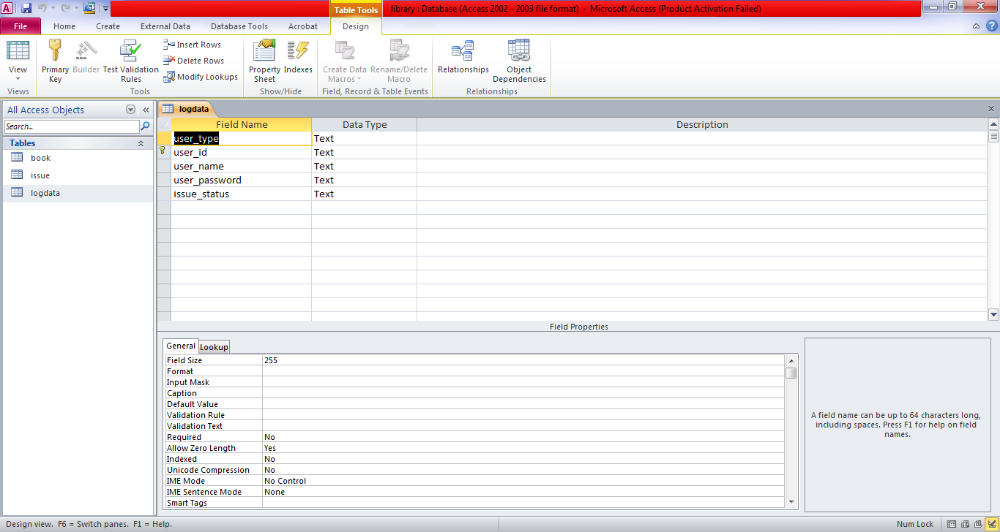 Table Tools
library : Database (Access 2002 - 2003 file format)  -  Microsoft Access (Product Activation Failed)
File Home Create External Data Database Tools Acrobat Design
View
Primary Key
Builder
Test Validation Rules
Insert Rows
Delete Rows
Modify Lookups
Property Sheet
Indexes
Create Data Macros
Rename/Delete Macro
Relationships
Object Dependencies
Views Tools Show/Hide Field, Record & Table Events Relationships
All Access Objects
Search...
Tables
book
issue
logdata
logdata
Field Name Data Type Description
user_type Text
user_id Text
user_name Text
user_password Text
issue_status Text
Field Properties
General Lookup
Field Size 255
Format
Input Mask
Caption
Default Value
Validation Rule
Validation Text
Required No
Allow Zero Length Yes
Indexed No
Unicode Compression No
IME Mode No Control
IME Sentence Mode None
Smart Tags
A field name can be up to 64 characters long,
including spaces. Press F1 for help on field
names.
Design view.  F6 = Switch panes.  F1 = Help.
Num Lock